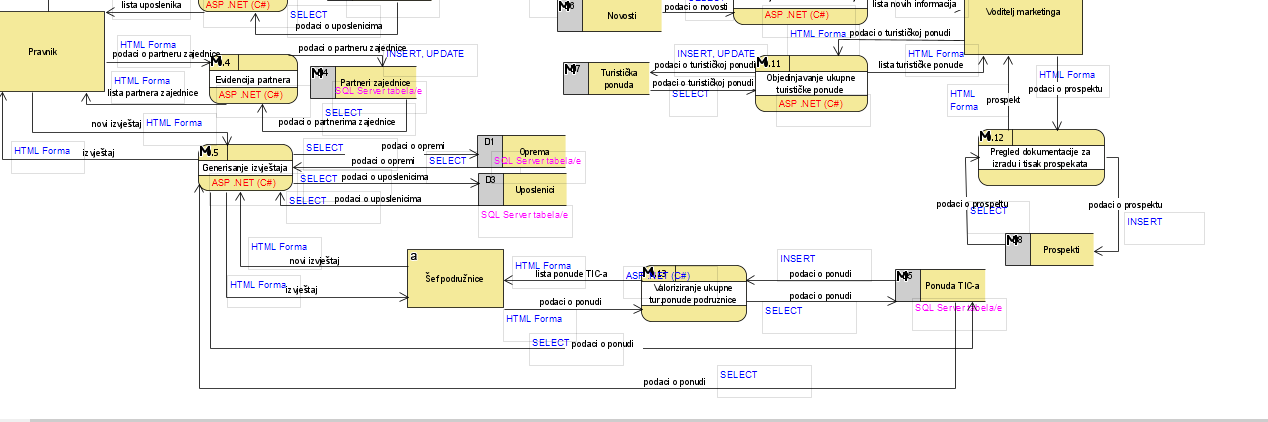 lista uposlenika
ASP .NET (C#)
SELECT
podaci o uposlenicima
Novosti
podaci o novosti
ASP .NET (C#)
lista novih informacija
Voditelj marketinga
Pravnik
HTML Forma
podaci o partneru zajednice
HTML Forma
lista partnera zajednice
M.4
Evidencija partnera
ASP .NET (C#)
podaci o partneru zajednice
INSERT, UPDATE
Partneri zajednice
SQL Server tabela/e
SELECT
podaci o partnerima zajednice
M7
Turistička
ponuda
INSERT, UPDATE
podaci o turističkoj ponudi
podaci o turističkoj ponudi
SELECT
HTML Forma
podaci o turističkoj ponudi
M.11
Objedinjavanje ukupne
turističke ponude
ASP .NET (C#)
HTML Forma
lista turističke ponude
HTML
Forma
prospekt
HTML Forma
podaci o prospektu
novi izvještaj
HTML Forma
HTML Forma
izvještaj
M.5
Generisanje izvještaja
ASP .NET (C#)
SELECT
podaci o opremi
podaci o opremi
SELECT
D1
Oprema
SQL Server tabela/e
SELECT
podaci o uposlenicima
SELECT
podaci o uposlenicima
D3
Uposlenici
SQL Server tabela/e
M.12
Pregled dokumentacije za
izradu i tisak prospekata
podaci o prospektu
SELECT
podaci o prospektu
INSERT
M8
Prospekti
HTML Forma
novi izvještaj
HTML Forma
izvještaj
a
Šef podružnice
HTML Forma
lista ponude TIC-a
podaci o ponudi
HTML Forma
ASP .NET (C#)
M.13
Valoriziranje ukupne
tur.ponude podruznice
INSERT
podaci o ponudi
podaci o ponudi
SELECT
M5
Ponuda TIC-a
SQL Server tabela/e
SELECT
podaci o ponudi
podaci o ponudi
SELECT